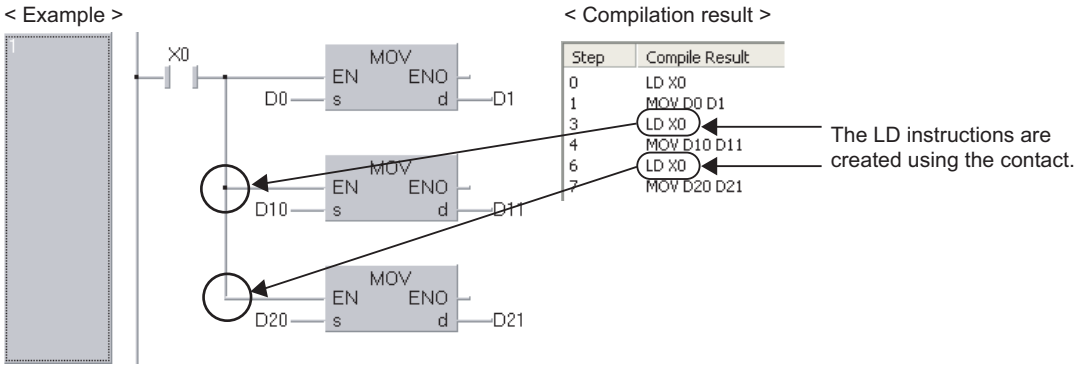 < Example >
< Compilation result >
1
X0
MOV
EN ENO
D0 s d D1
MOV
EN ENO
D10 s d D11
MOV
EN ENO
D20 s d D21
Step Compile Result
0 LD X0
1 MOV D0 D1
3 LD X0
4 MOV D10 D11
6 LD X0
7 MOV D20 D21
The LD instructions are
created using the contact.